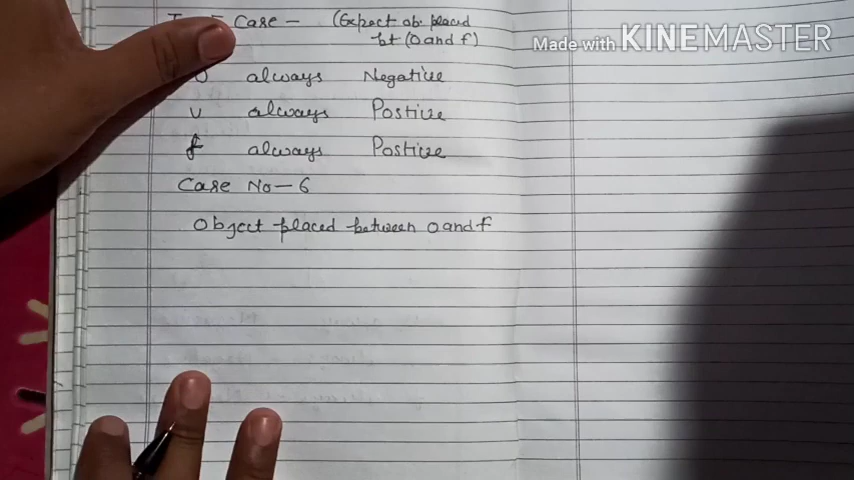 Case - (Expect ob. placed
bt (O and f)
Made with KINEMASTER
always Negative
v always Postive
f always Postive
Case No - 6
Object placed between O and f